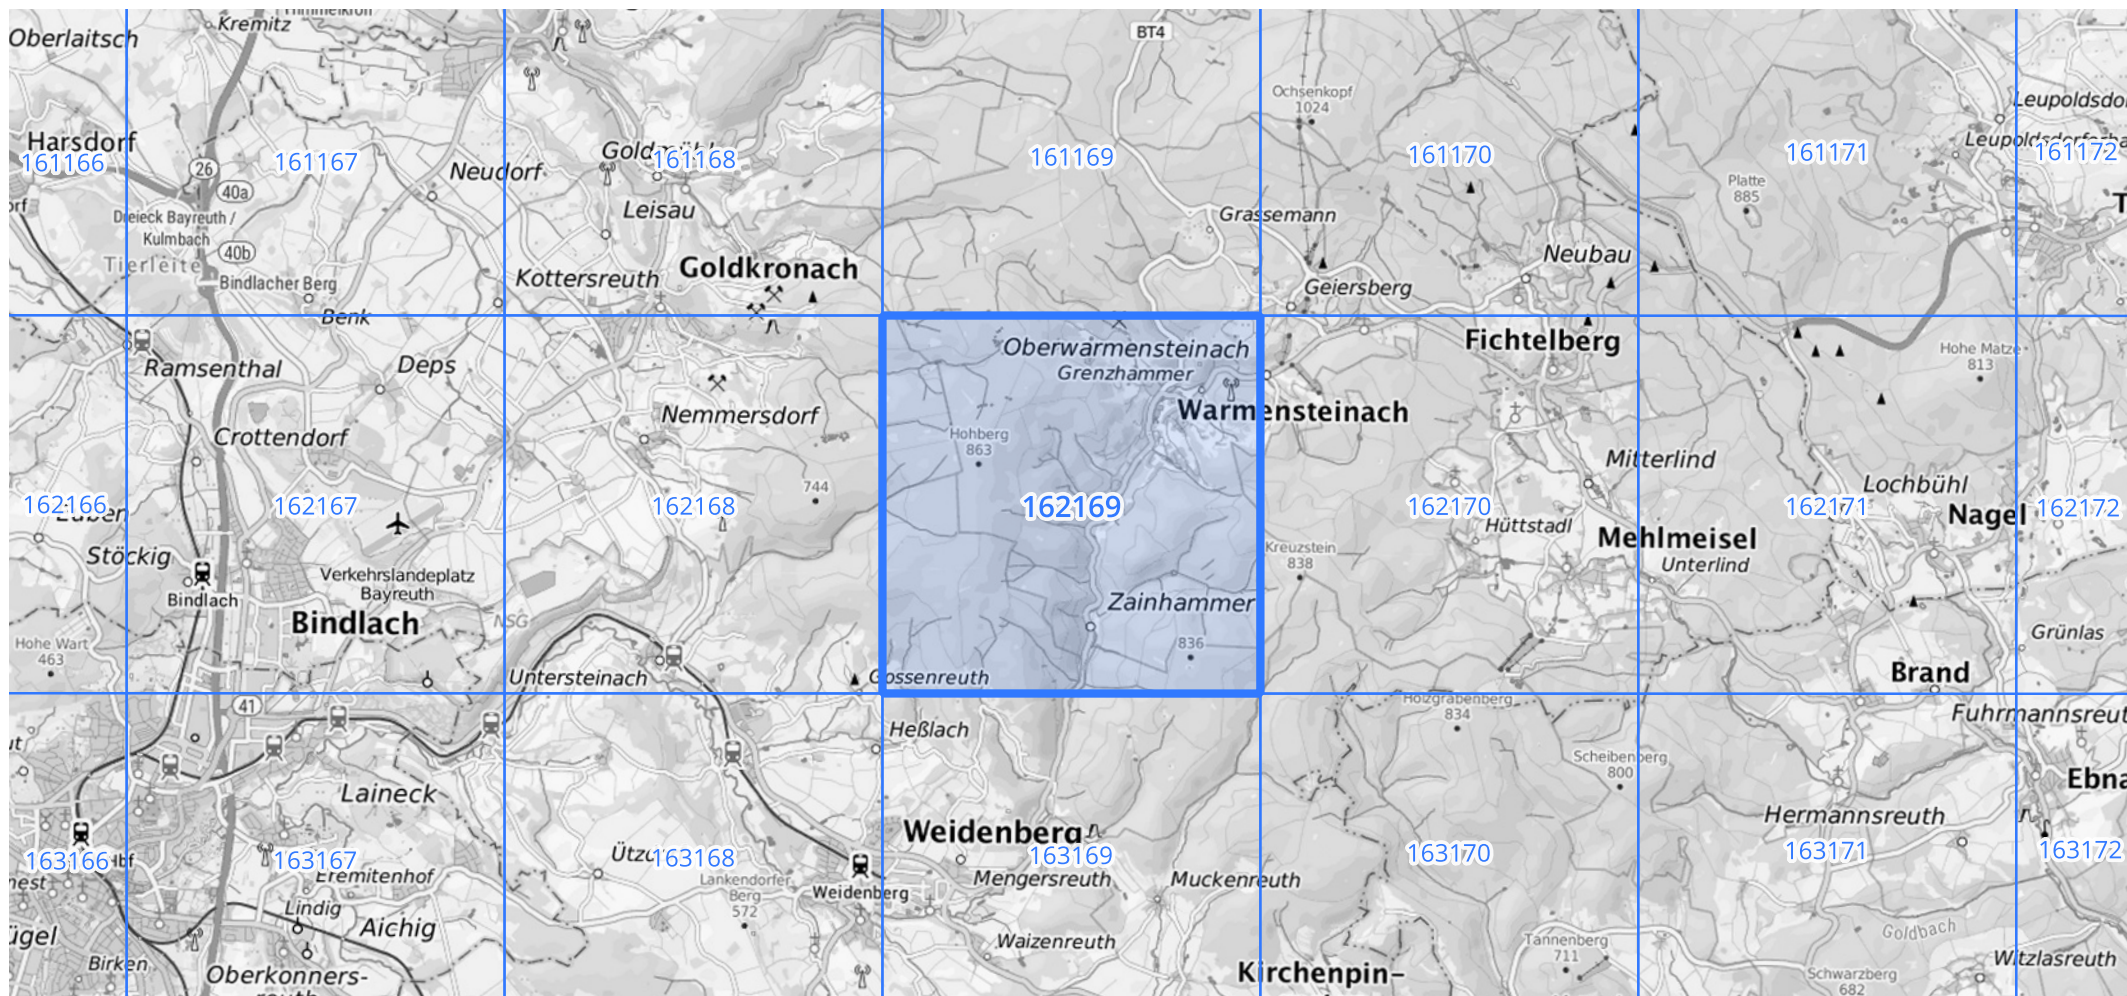 Kremitz
Oberlaitsch
BT4
Ochsenkopf
1024
Harsdorf
161166
161167
Goldmühl
161168
161169
161170
161171
161172
Neudorf
26
40a
Dreieck Bayreuth /
Kulmbach
Leisau
Grassemann
Platte
885
40b
Tierleite
Bindlacher Berg
Kottersreuth
Goldkronach
Geiersberg
Neubau
Benk
Ramsenthal
Deps
Oberwarmensteinach
Grenzhammer
Fichtelberg
Hohe Matze
813
Nemmersdorf
Warmensteinach
Crottendorf
Hohberg
863
Mitterlind
744
Lochbühl
162166
162167
162168
162169
162170
162171
162172
Nagel
Hüttstadl
Mehlmeisel
Unterlind
Stöckig
Kreuzstein
838
Verkehrslandeplatz
Bayreuth
Bindlach
Bindlach
NSG
Zainhammer
836
Grünlas
Hohe Wart
463
Untersteinach
Gossenreuth
Brand
41
Heßlach
Holzgrabenberg
834
Fuhrmannsreut
Scheibenberg
800
Laineck
Ebna
Hermannsreuth
Weidenberg
163166
Hbf
163167
163168
163169
163170
163171
163172
Eremitenhof
Lankendorfer
Berg
572
Weidenberg
Mengersreuth
Muckenreuth
Lindig
Aichig
Waizenreuth
Goldbach
Tannenberg
711
Birken
Oberkonners-
reuth
Kirchenpin-
Schwarzberg
682
Witzlasreuth